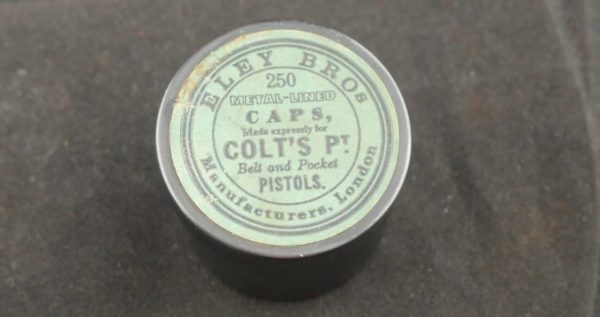 ELEY BROS
250
METAL-LINED
CAPS,
Made expressly for
COLT'S PT.
Belt and Pocket
PISTOLS.
Manufacturers. London